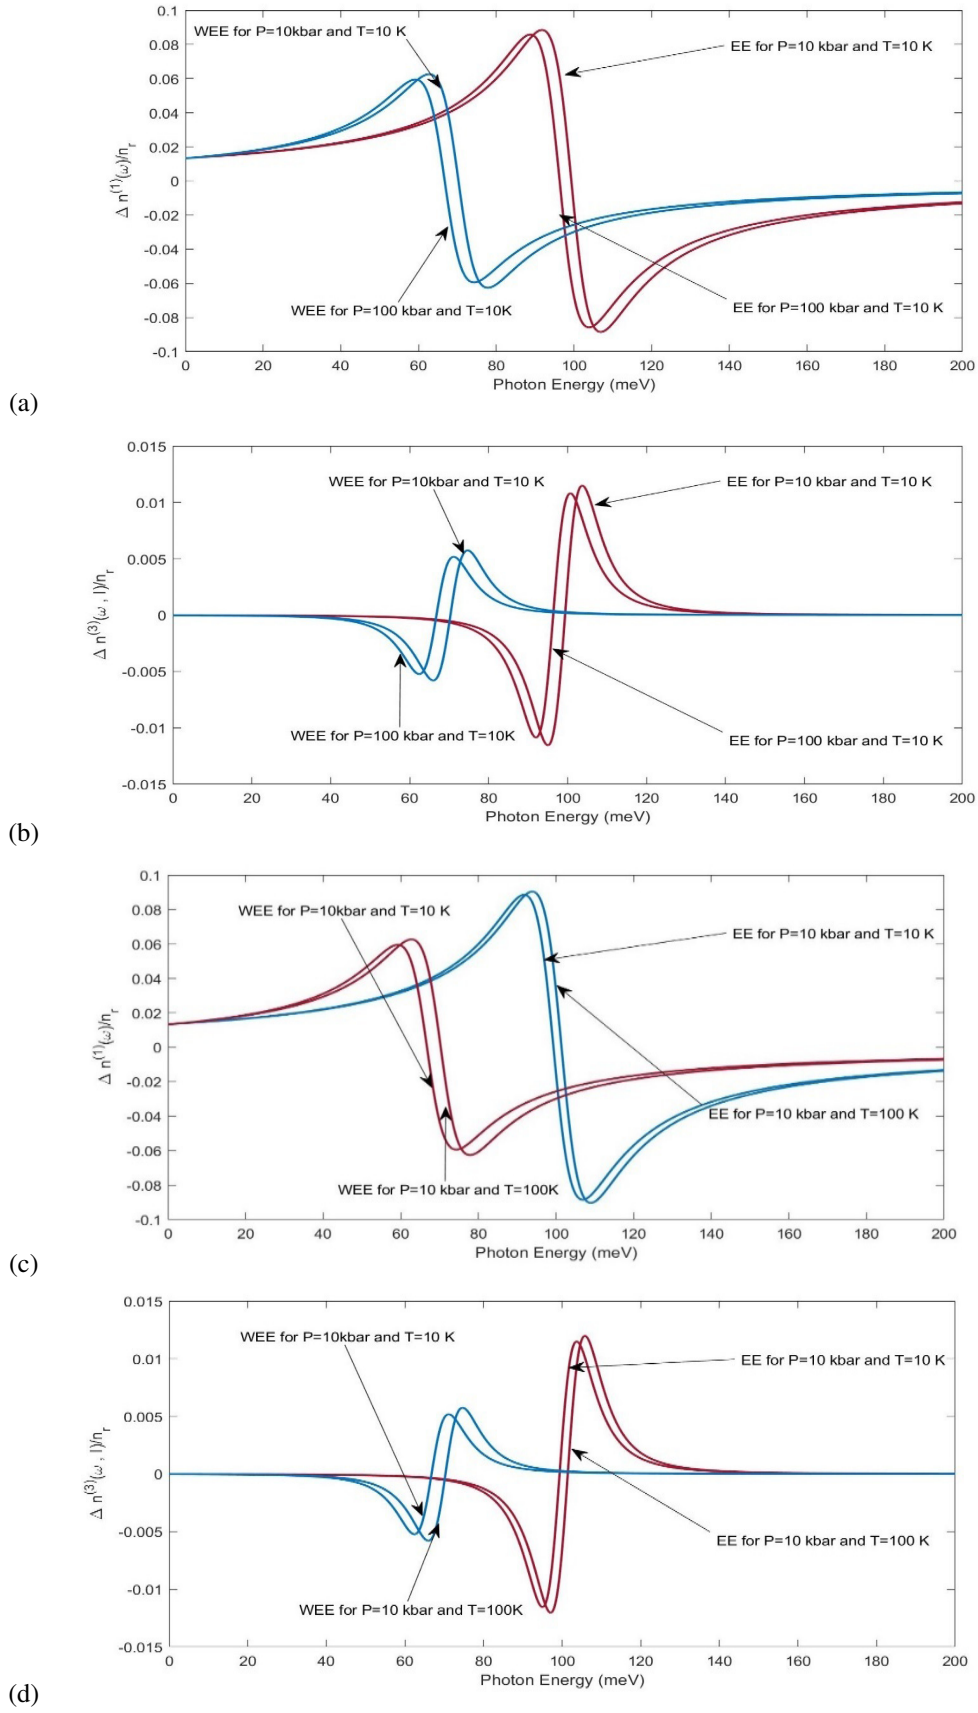 WEE for P=10kbar and T=10 K
EE for P=10 kbar and T=10 K
WEE for P=100 kbar and T=10K
EE for P=100 kbar and T=10 K
0.1
0.08
0.06
0.04
0.02
0
-0.02
-0.04
-0.06
-0.08
-0.1
Δ n(1)(ω)/nr
0 20 40 60 80 100 120 140 160 180 200
Photon Energy (meV)
(a)
0.015
0.01
0.005
0
-0.005
-0.01
-0.015
Δ n(3)(ω , I)/nr
WEE for P=10kbar and T=10 K
EE for P=10 kbar and T=10 K
WEE for P=100 kbar and T=10K
EE for P=100 kbar and T=10 K
0 20 40 60 80 100 120 140 160 180 200
Photon Energy (meV)
(b)
0.1
0.08
0.06
0.04
0.02
0
-0.02
-0.04
-0.06
-0.08
-0.1
Δ n(1)(ω)/nr
WEE for P=10kbar and T=10 K
EE for P=10 kbar and T=10 K
EE for P=10 kbar and T=100 K
WEE for P=10 kbar and T=100K
0 20 40 60 80 100 120 140 160 180 200
Photon Energy (meV)
(c)
0.015
0.01
0.005
0
-0.005
-0.01
-0.015
Δ n(3)(ω , I)/nr
WEE for P=10kbar and T=10 K
EE for P=10 kbar and T=10 K
EE for P=10 kbar and T=100 K
WEE for P=10 kbar and T=100K
0 20 40 60 80 100 120 140 160 180 200
Photon Energy (meV)
(d)